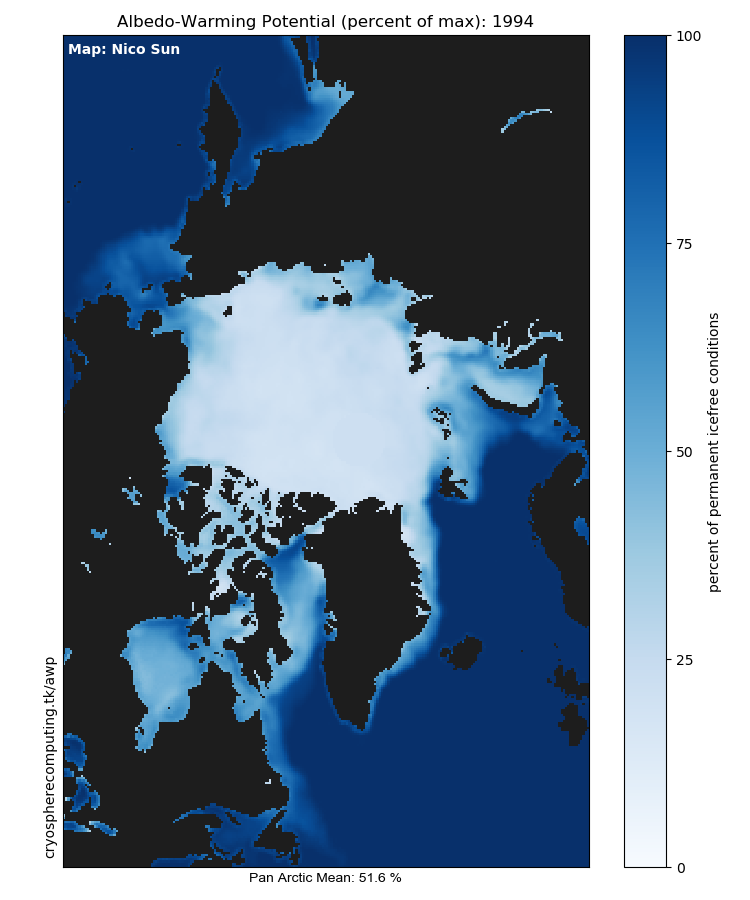 Albedo-Warming Potential (percent of max): 1994
Map: Nico Sun
100
75
50
25
0
percent of permanent icefree conditions
cryospherecomputing.tk/awp
Pan Arctic Mean: 51.6 %